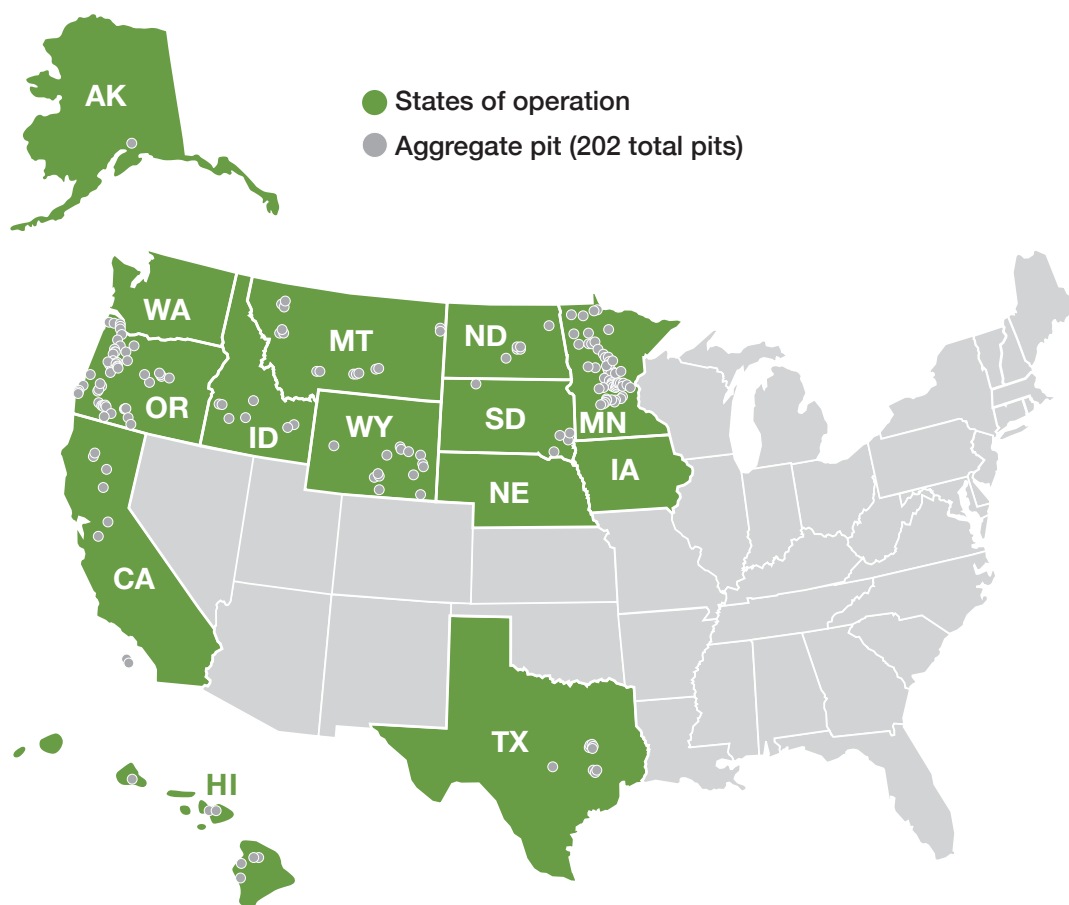 AK
States of operation
Aggregate pit (202 total pits)
WA
MT
ND
OR
ID
WY
SD
MN
NE
IA
CA
TX
HI